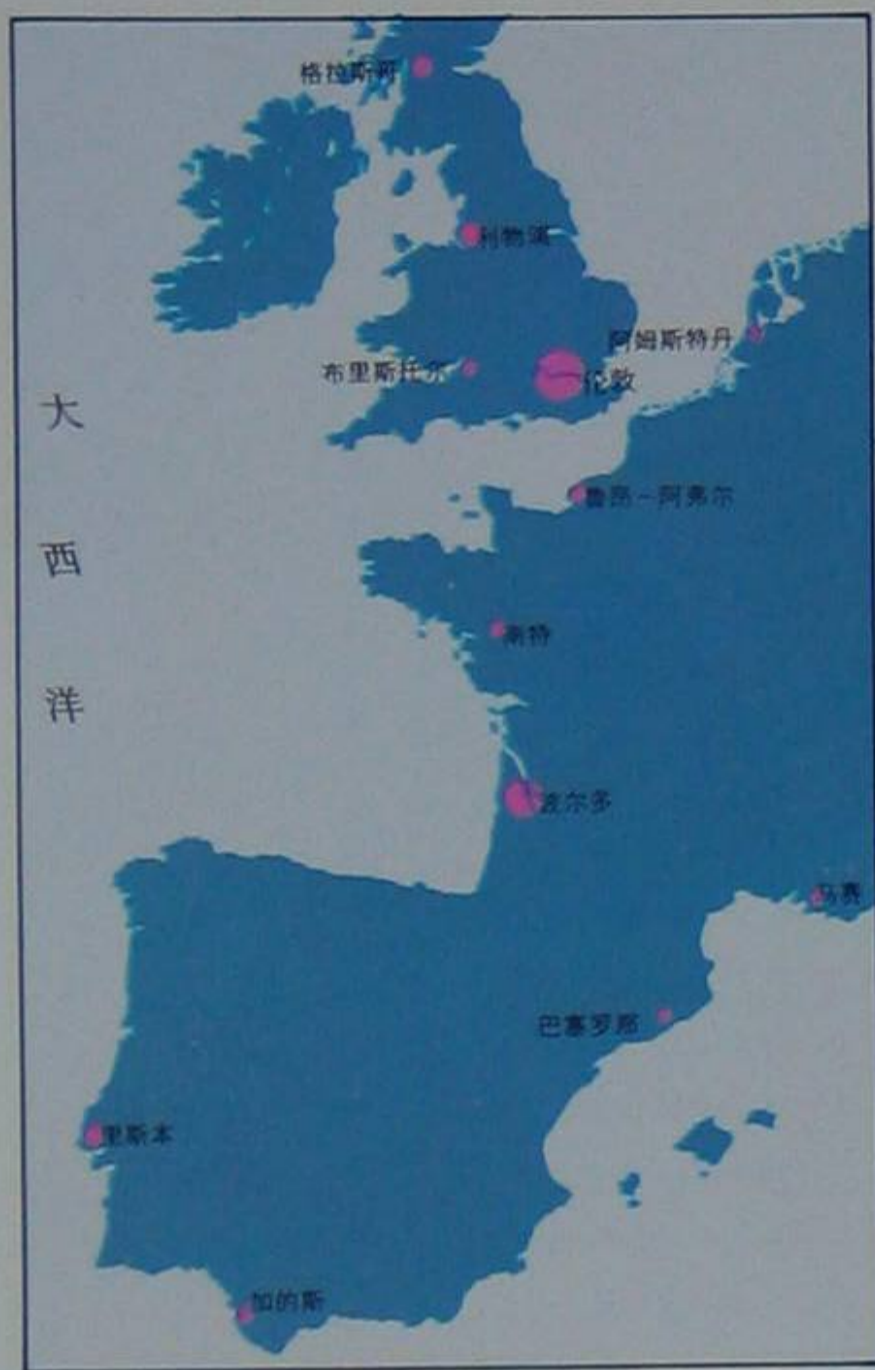 格拉斯哥
利物浦
阿姆斯特丹
布里斯托尔
伦敦
大西洋
鲁昂－阿弗尔
南特
波尔多
马赛
巴塞罗那
里斯本
加的斯